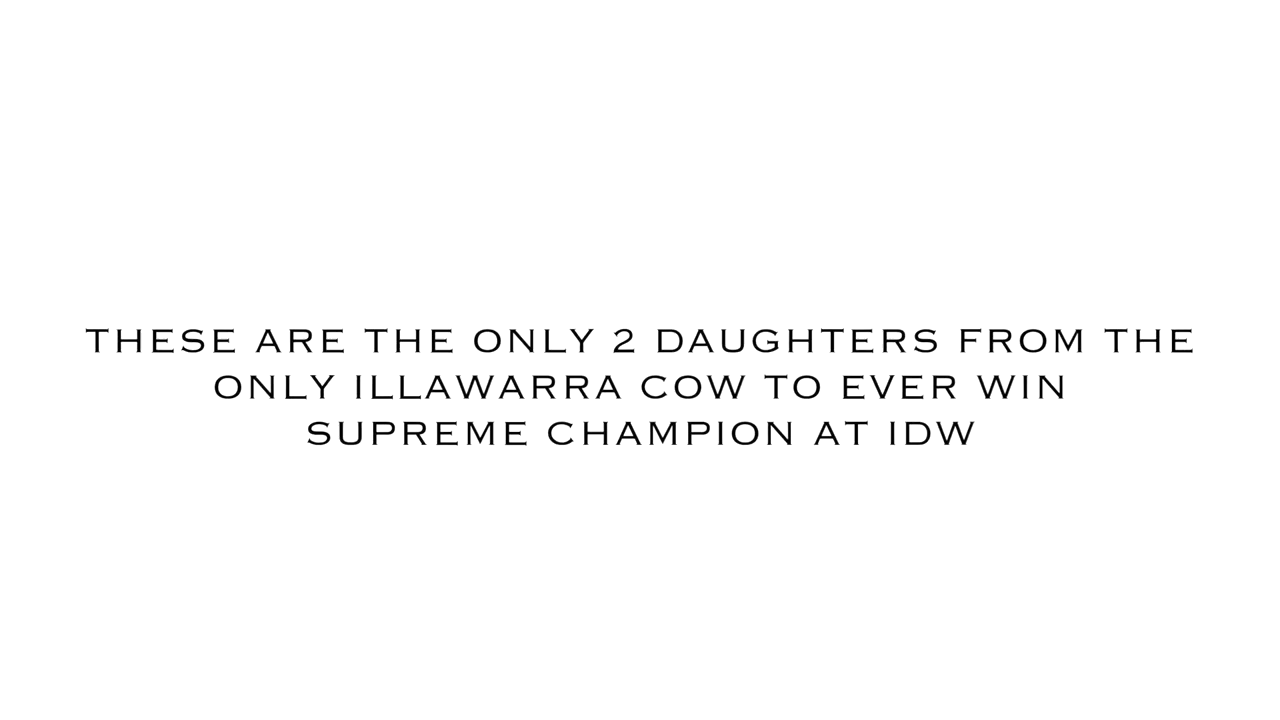 THESE ARE THE ONLY 2 DAUGHTERS FROM THE
ONLY ILLAWARRA COW TO EVER WIN
SUPREME CHAMPION AT IDW